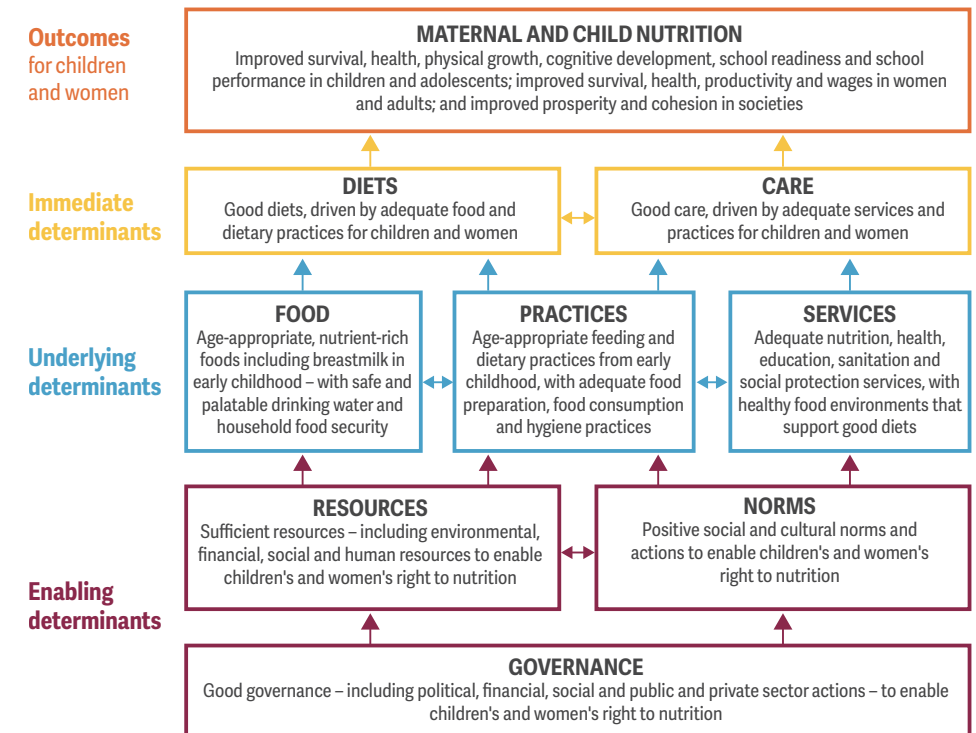 Outcomes
for children
and women
MATERNAL AND CHILD NUTRITION
Improved survival, health, physical growth, cognitive development, school readiness and school
performance in children and adolescents; improved survival, health, productivity and wages in women
and adults; and improved prosperity and cohesion in societies
Immediate
determinants
DIETS
Good diets, driven by adequate food and
dietary practices for children and women
CARE
Good care, driven by adequate services and
practices for children and women
Underlying
determinants
FOOD
Age-appropriate, nutrient-rich
foods including breastmilk in
early childhood – with safe and
palatable drinking water and
household food security
PRACTICES
Age-appropriate feeding and
dietary practices from early
childhood, with adequate food
preparation, food consumption
and hygiene practices
SERVICES
Adequate nutrition, health,
education, sanitation and
social protection services, with
healthy food environments that
support good diets
Enabling
determinants
RESOURCES
Sufficient resources – including environmental,
financial, social and human resources to enable
children's and women's right to nutrition
NORMS
Positive social and cultural norms and
actions to enable children's and women's
right to nutrition
GOVERNANCE
Good governance – including political, financial, social and public and private sector actions – to enable
children's and women's right to nutrition